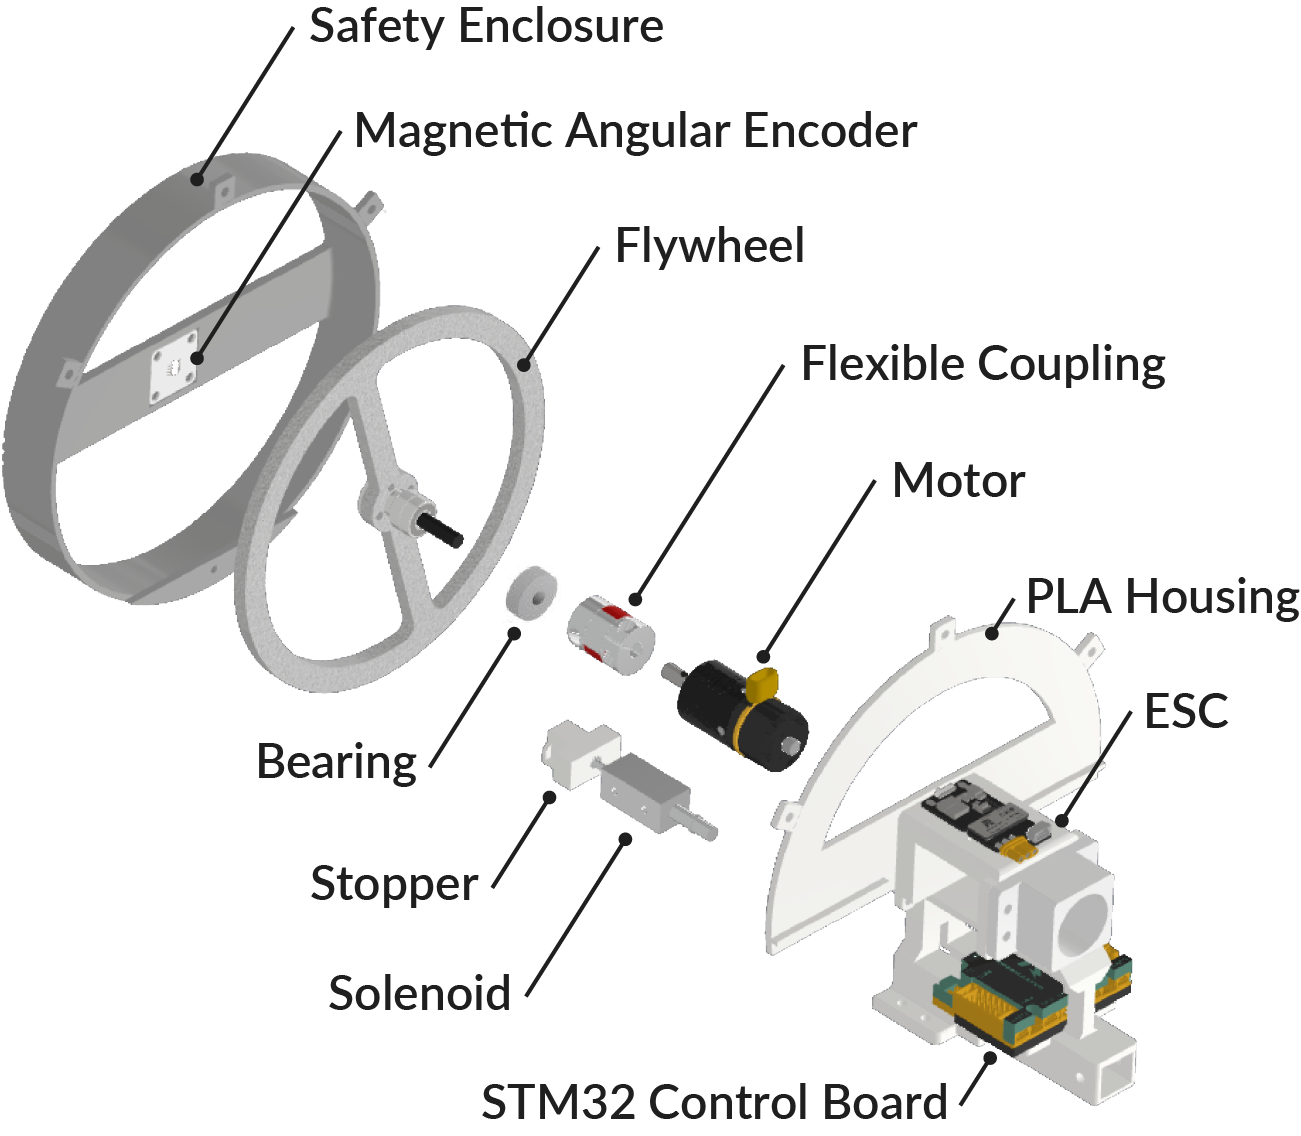 Safety Enclosure
Magnetic Angular Encoder
Flywheel
Flexible Coupling
Motor
PLA Housing
ESC
Bearing
Stopper
Solenoid
STM32 Control Board